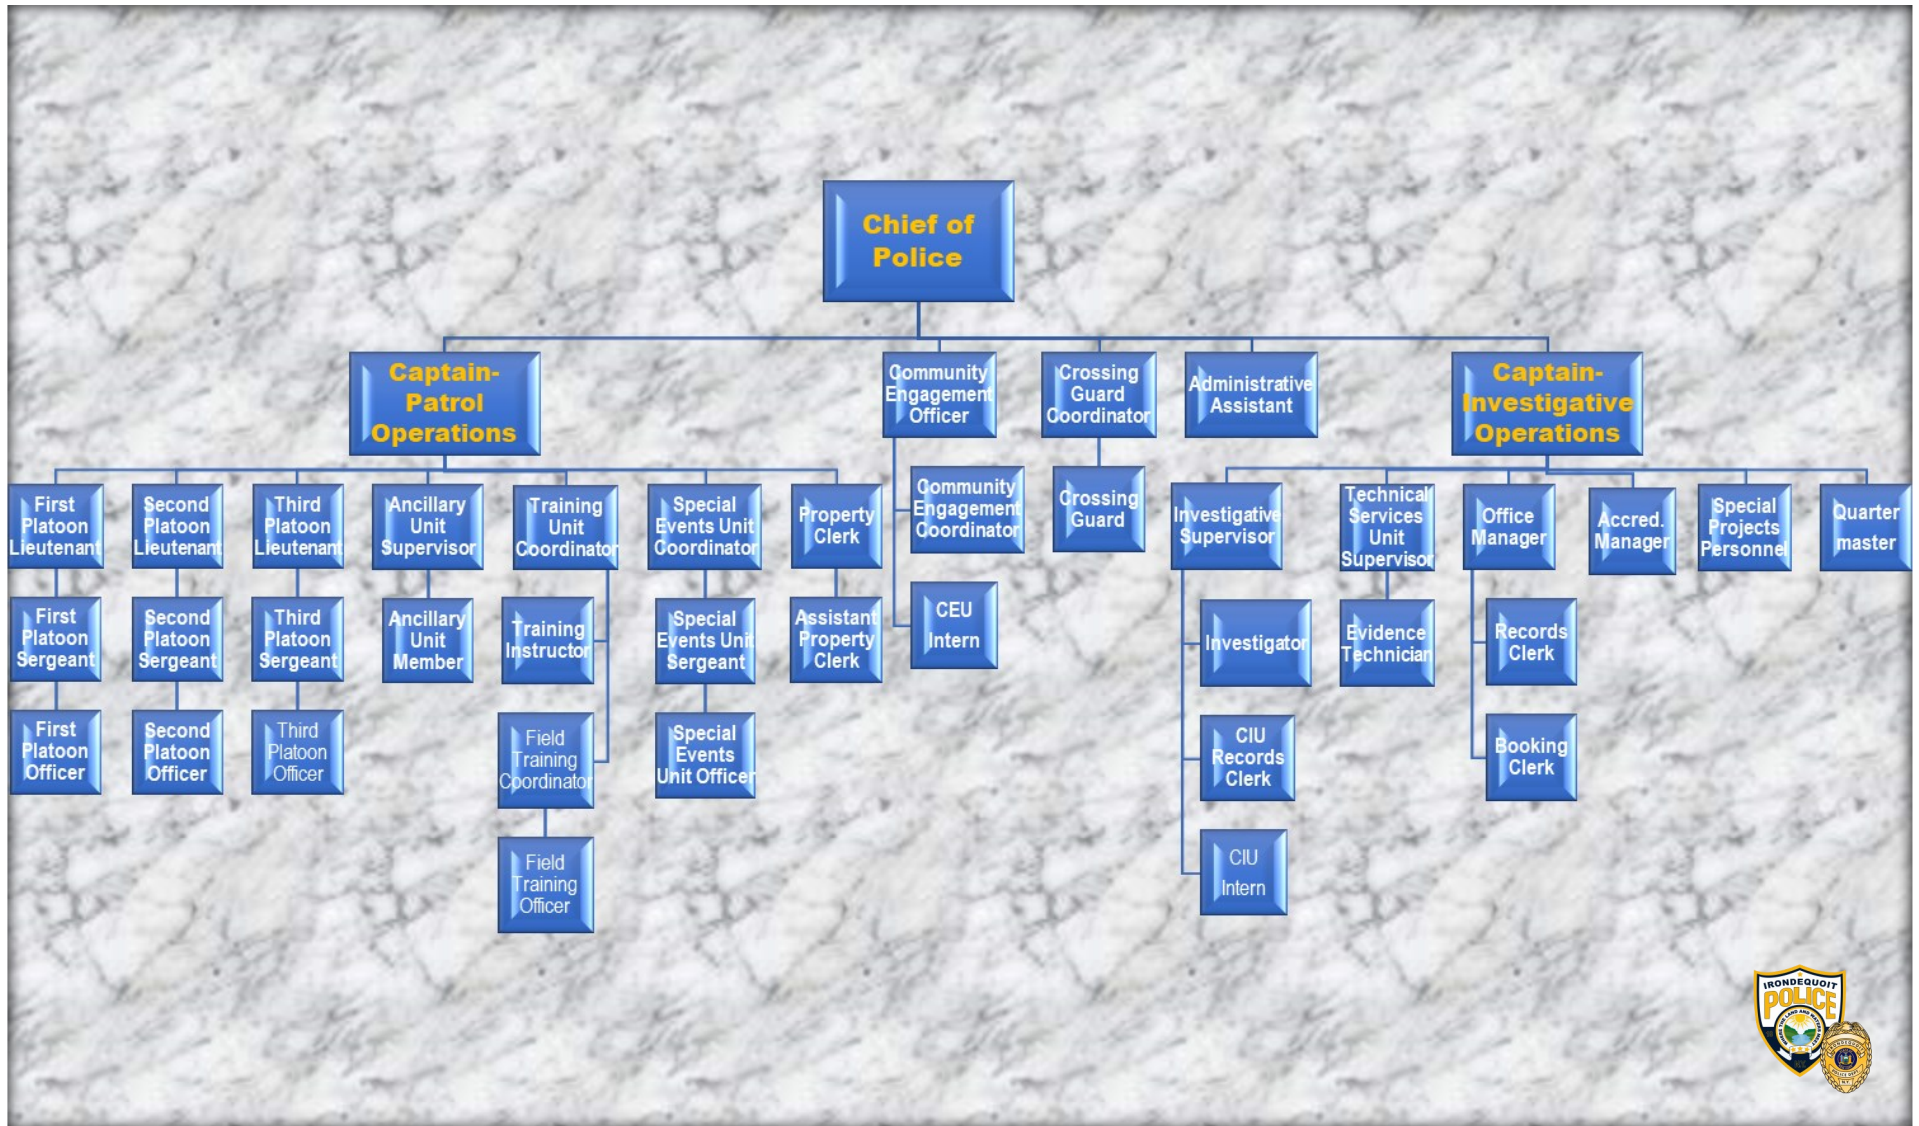 Chief of
Police
Captain-
Patrol
Operations
Community
Engagement
Officer
Crossing
Guard
Coordinator
Administrative
Assistant
Captain-
Investigative
Operations
First
Platoon
Lieutenant
Second
Platoon
Lieutenant
Third
Platoon
Lieutenant
Ancillary
Unit
Supervisor
Training
Unit
Coordinator
Special
Events Unit
Coordinator
Property
Clerk
Community
Engagement
Coordinator
Crossing
Guard
Investigative
Supervisor
Technical
Services
Unit
Supervisor
Office
Manager
Accred.
Manager
Special
Projects
Personnel
Quarter
master
First
Platoon
Sergeant
Second
Platoon
Sergeant
Third
Platoon
Sergeant
Ancillary
Unit
Member
Training
Instructor
Special
Events Unit
Sergeant
Assistant
Property
Clerk
CEU
Intern
Investigator
Evidence
Technician
Records
Clerk
First
Platoon
Officer
Second
Platoon
Officer
Third
Platoon
Officer
Field
Training
Coordinator
Special
Events
Unit Officer
CIU
Records
Clerk
Booking
Clerk
Field
Training
Officer
CIU
Intern
IRONDEQUOIT
POLICE